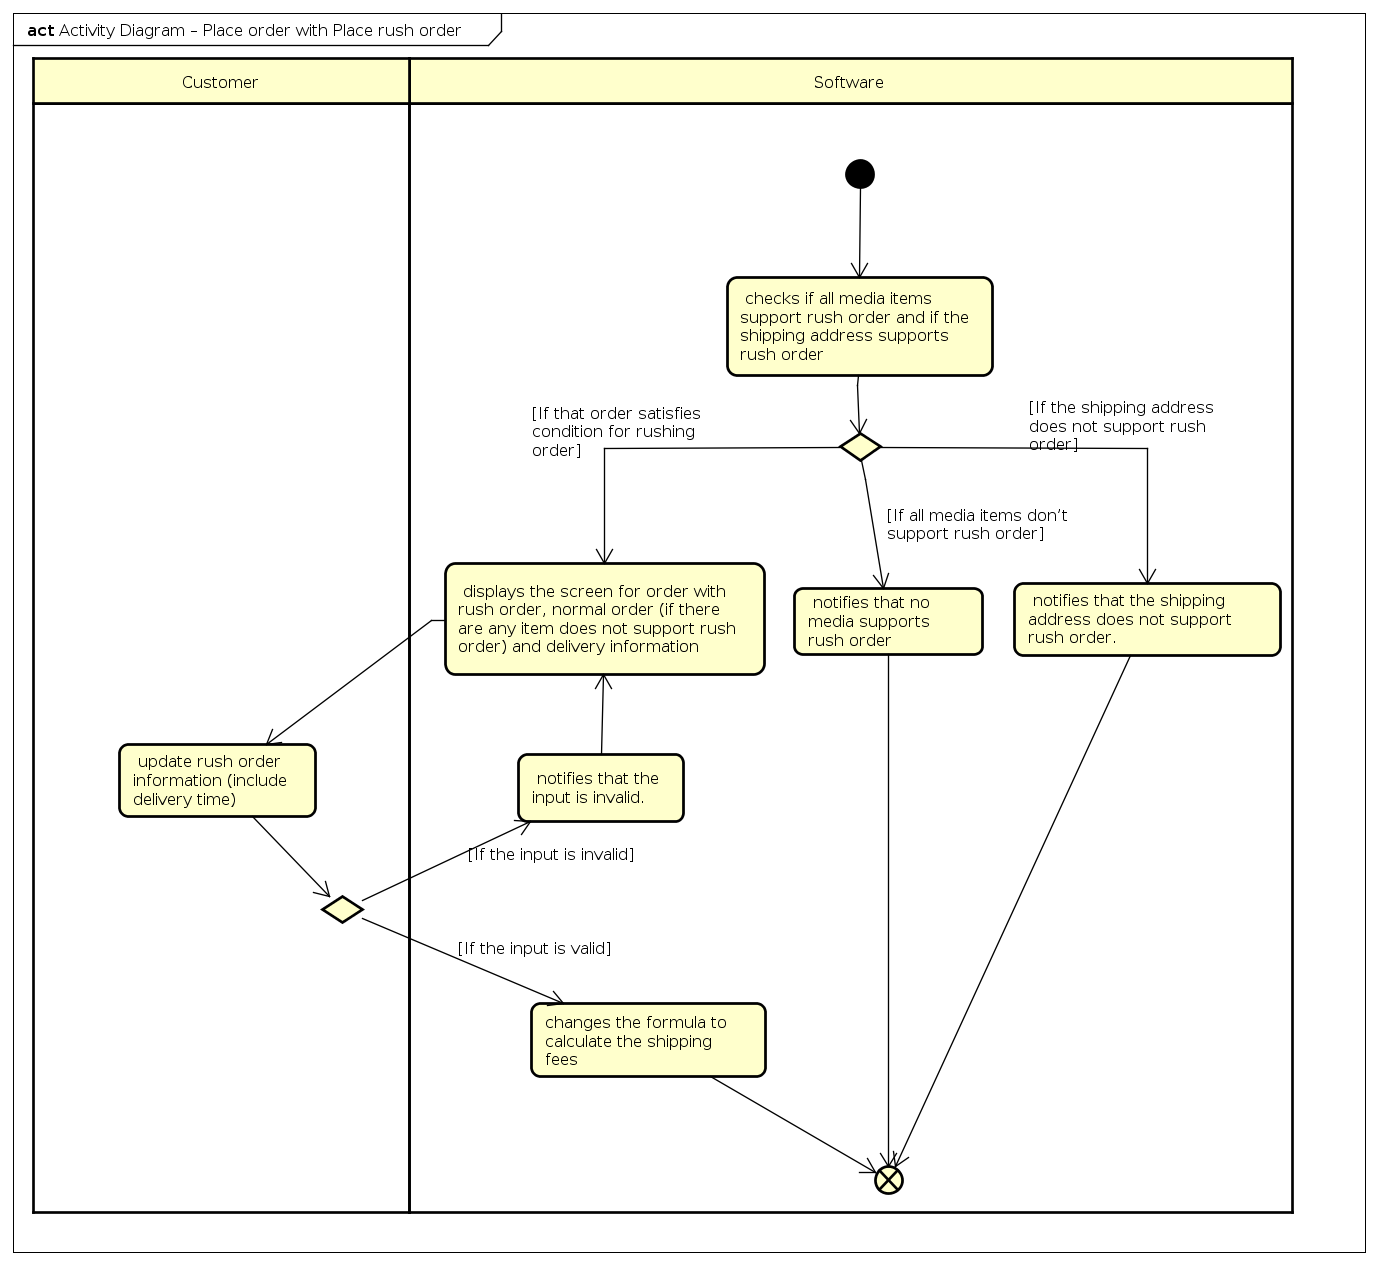 act Activity Diagram – Place order with Place rush order
Customer
Software
checks if all media items
support rush order and if the
shipping address supports
rush order
[If that order satisfies
condition for rushing
order]
[If the shipping address
does not support rush
order]
[If all media items don't
support rush order]
displays the screen for order with
rush order, normal order (if there
are any item does not support rush
order) and delivery information
notifies that no
media supports
rush order
notifies that the shipping
address does not support
rush order.
update rush order
information (include
delivery time)
notifies that the
input is invalid.
[If the input is invalid]
[If the input is valid]
changes the formula to
calculate the shipping
fees